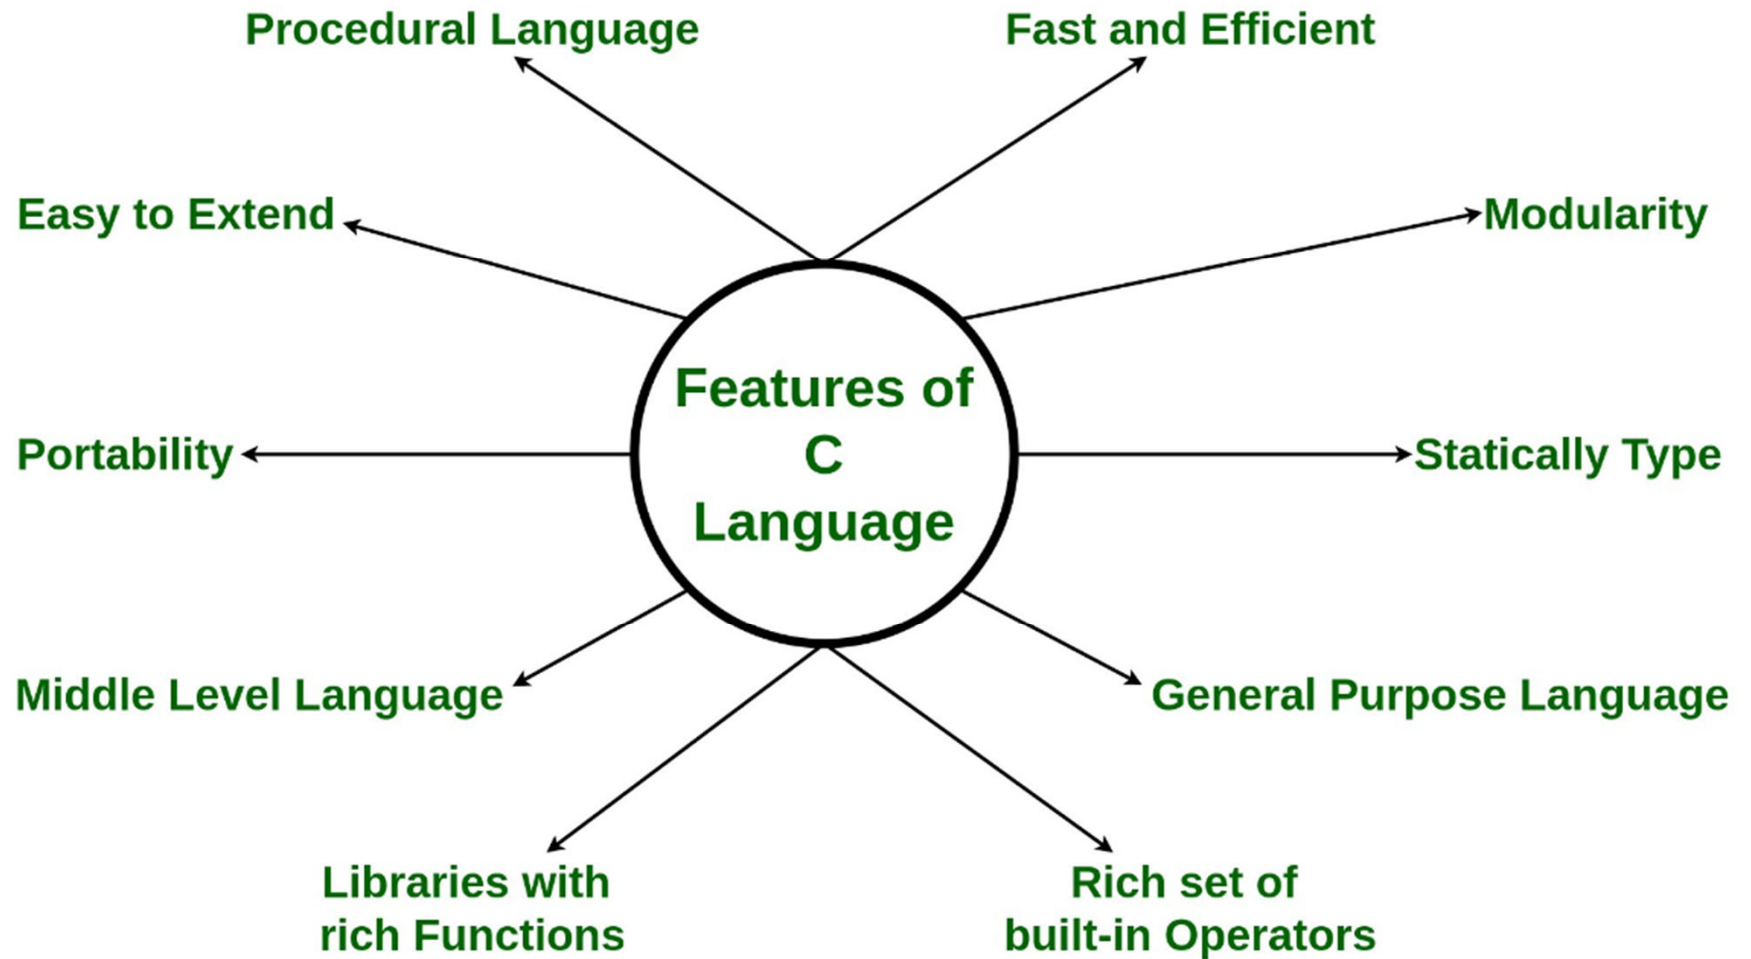 Procedural Language
Fast and Efficient
Easy to Extend
Modularity
Features of
C
Language
Portability
Statically Type
Middle Level Language
General Purpose Language
Libraries with
rich Functions
Rich set of
built-in Operators